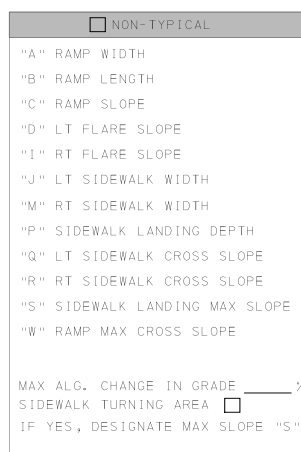 NON-TYPICAL
"A" RAMP WIDTH
"B" RAMP LENGTH
"C" RAMP SLOPE
"D" LT FLARE SLOPE
"I" RT FLARE SLOPE
"J" LT SIDEWALK WIDTH
"M" RT SIDEWALK WIDTH
"P" SIDEWALK LANDING DEPTH
"Q" LT SIDEWALK CROSS SLOPE
"R" RT SIDEWALK CROSS SLOPE
"S" SIDEWALK LANDING MAX SLOPE
"W" RAMP MAX CROSS SLOPE
MAX ALG. CHANGE IN GRADE ______ %
SIDEWALK TURNING AREA
IF YES, DESIGNATE MAX SLOPE "S"